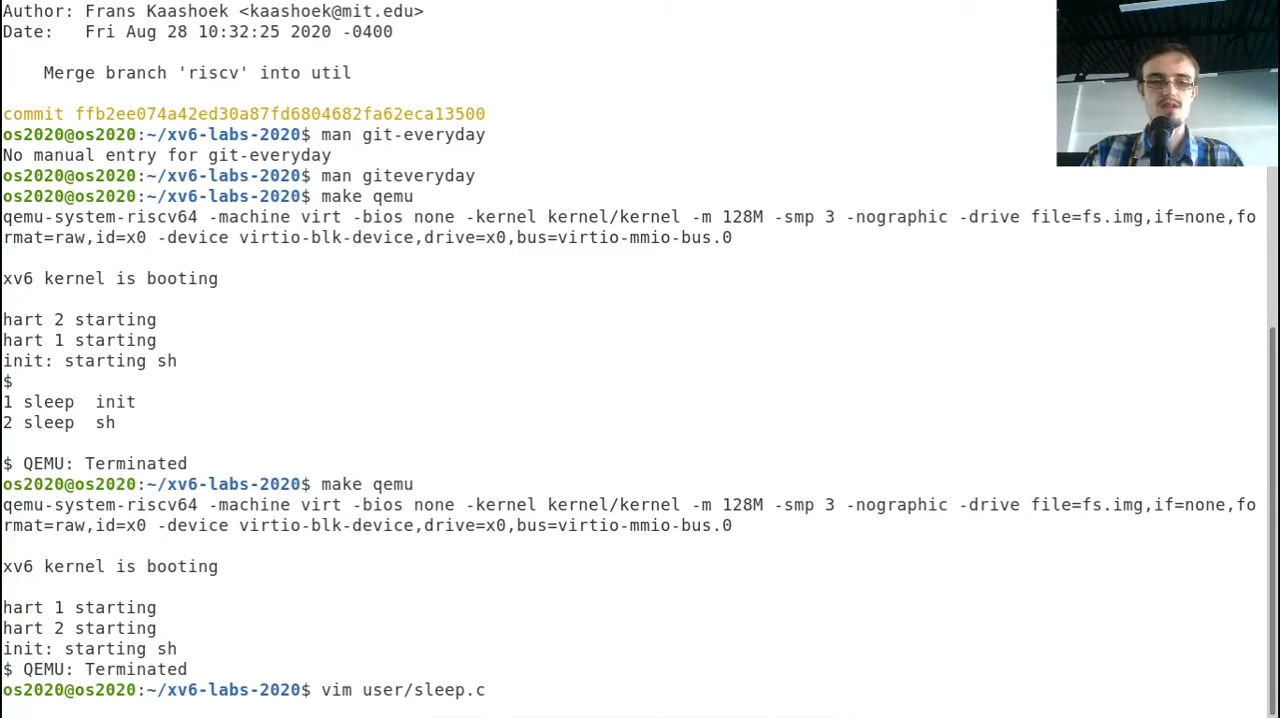 Author: Frans Kaashoek <kaashoek@mit.edu>
Date:   Fri Aug 28 10:32:25 2020 -0400
    Merge branch 'riscv' into util
commit ffb2ee074a42ed30a87fd6804682fa62eca13500
os2020@os2020:~/xv6-labs-2020$ man git-everyday
No manual entry for git-everyday
os2020@os2020:~/xv6-labs-2020$ man giteveryday
os2020@os2020:~/xv6-labs-2020$ make qemu
qemu-system-riscv64 -machine virt -bios none -kernel kernel/kernel -m 128M -smp 3 -nographic -drive file=fs.img,if=none,fo
rmat=raw,id=x0 -device virtio-blk-device,drive=x0,bus=virtio-mmio-bus.0
xv6 kernel is booting
hart 2 starting
hart 1 starting
init: starting sh
$
1 sleep  init
2 sleep  sh
$ QEMU: Terminated
os2020@os2020:~/xv6-labs-2020$ make qemu
qemu-system-riscv64 -machine virt -bios none -kernel kernel/kernel -m 128M -smp 3 -nographic -drive file=fs.img,if=none,fo
rmat=raw,id=x0 -device virtio-blk-device,drive=x0,bus=virtio-mmio-bus.0
xv6 kernel is booting
hart 1 starting
hart 2 starting
init: starting sh
$ QEMU: Terminated
os2020@os2020:~/xv6-labs-2020$ vim user/sleep.c